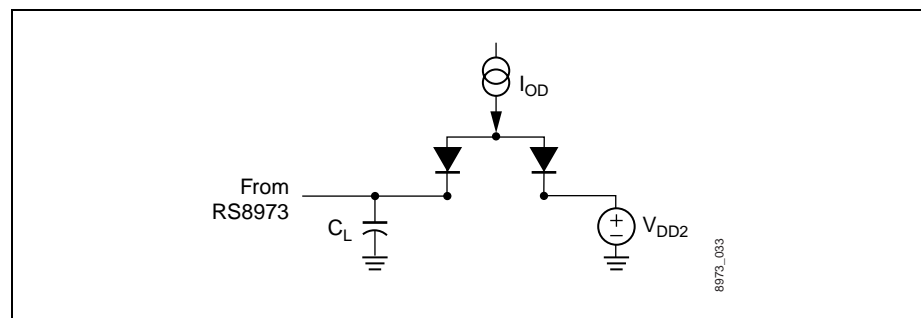 I_OD
From
RS8973
C_L
+
−
V_DD2
8973_033